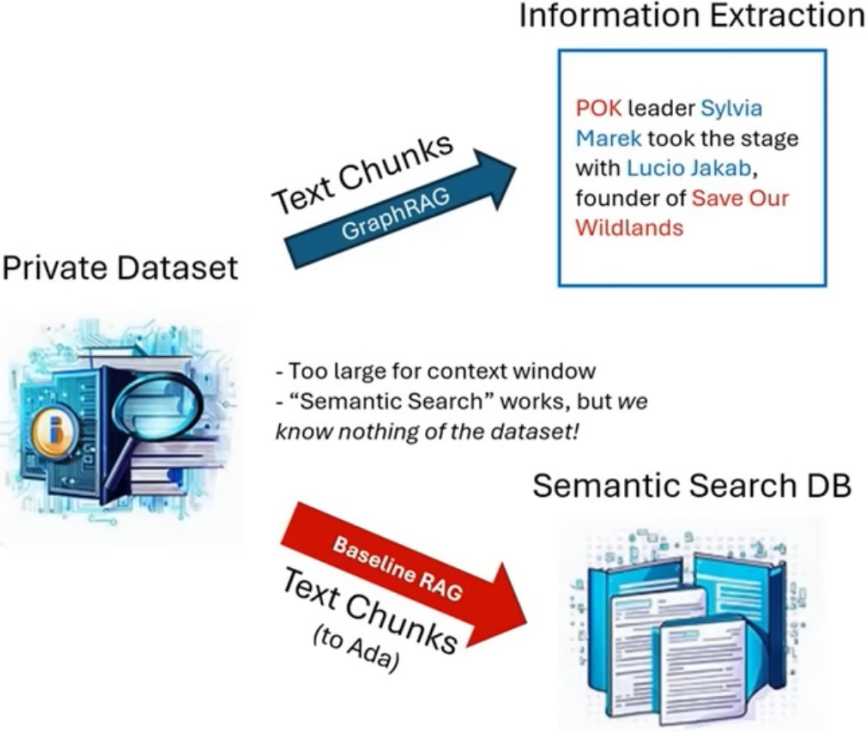 Information Extraction
POK leader Sylvia
Marek took the stage
with Lucio Jakab,
founder of Save Our
Wildlands
Text Chunks
GraphRAG
Private Dataset
- Too large for context window
- “Semantic Search” works, but we
know nothing of the dataset!
Semantic Search DB
Baseline RAG
Text Chunks
(to Ada)